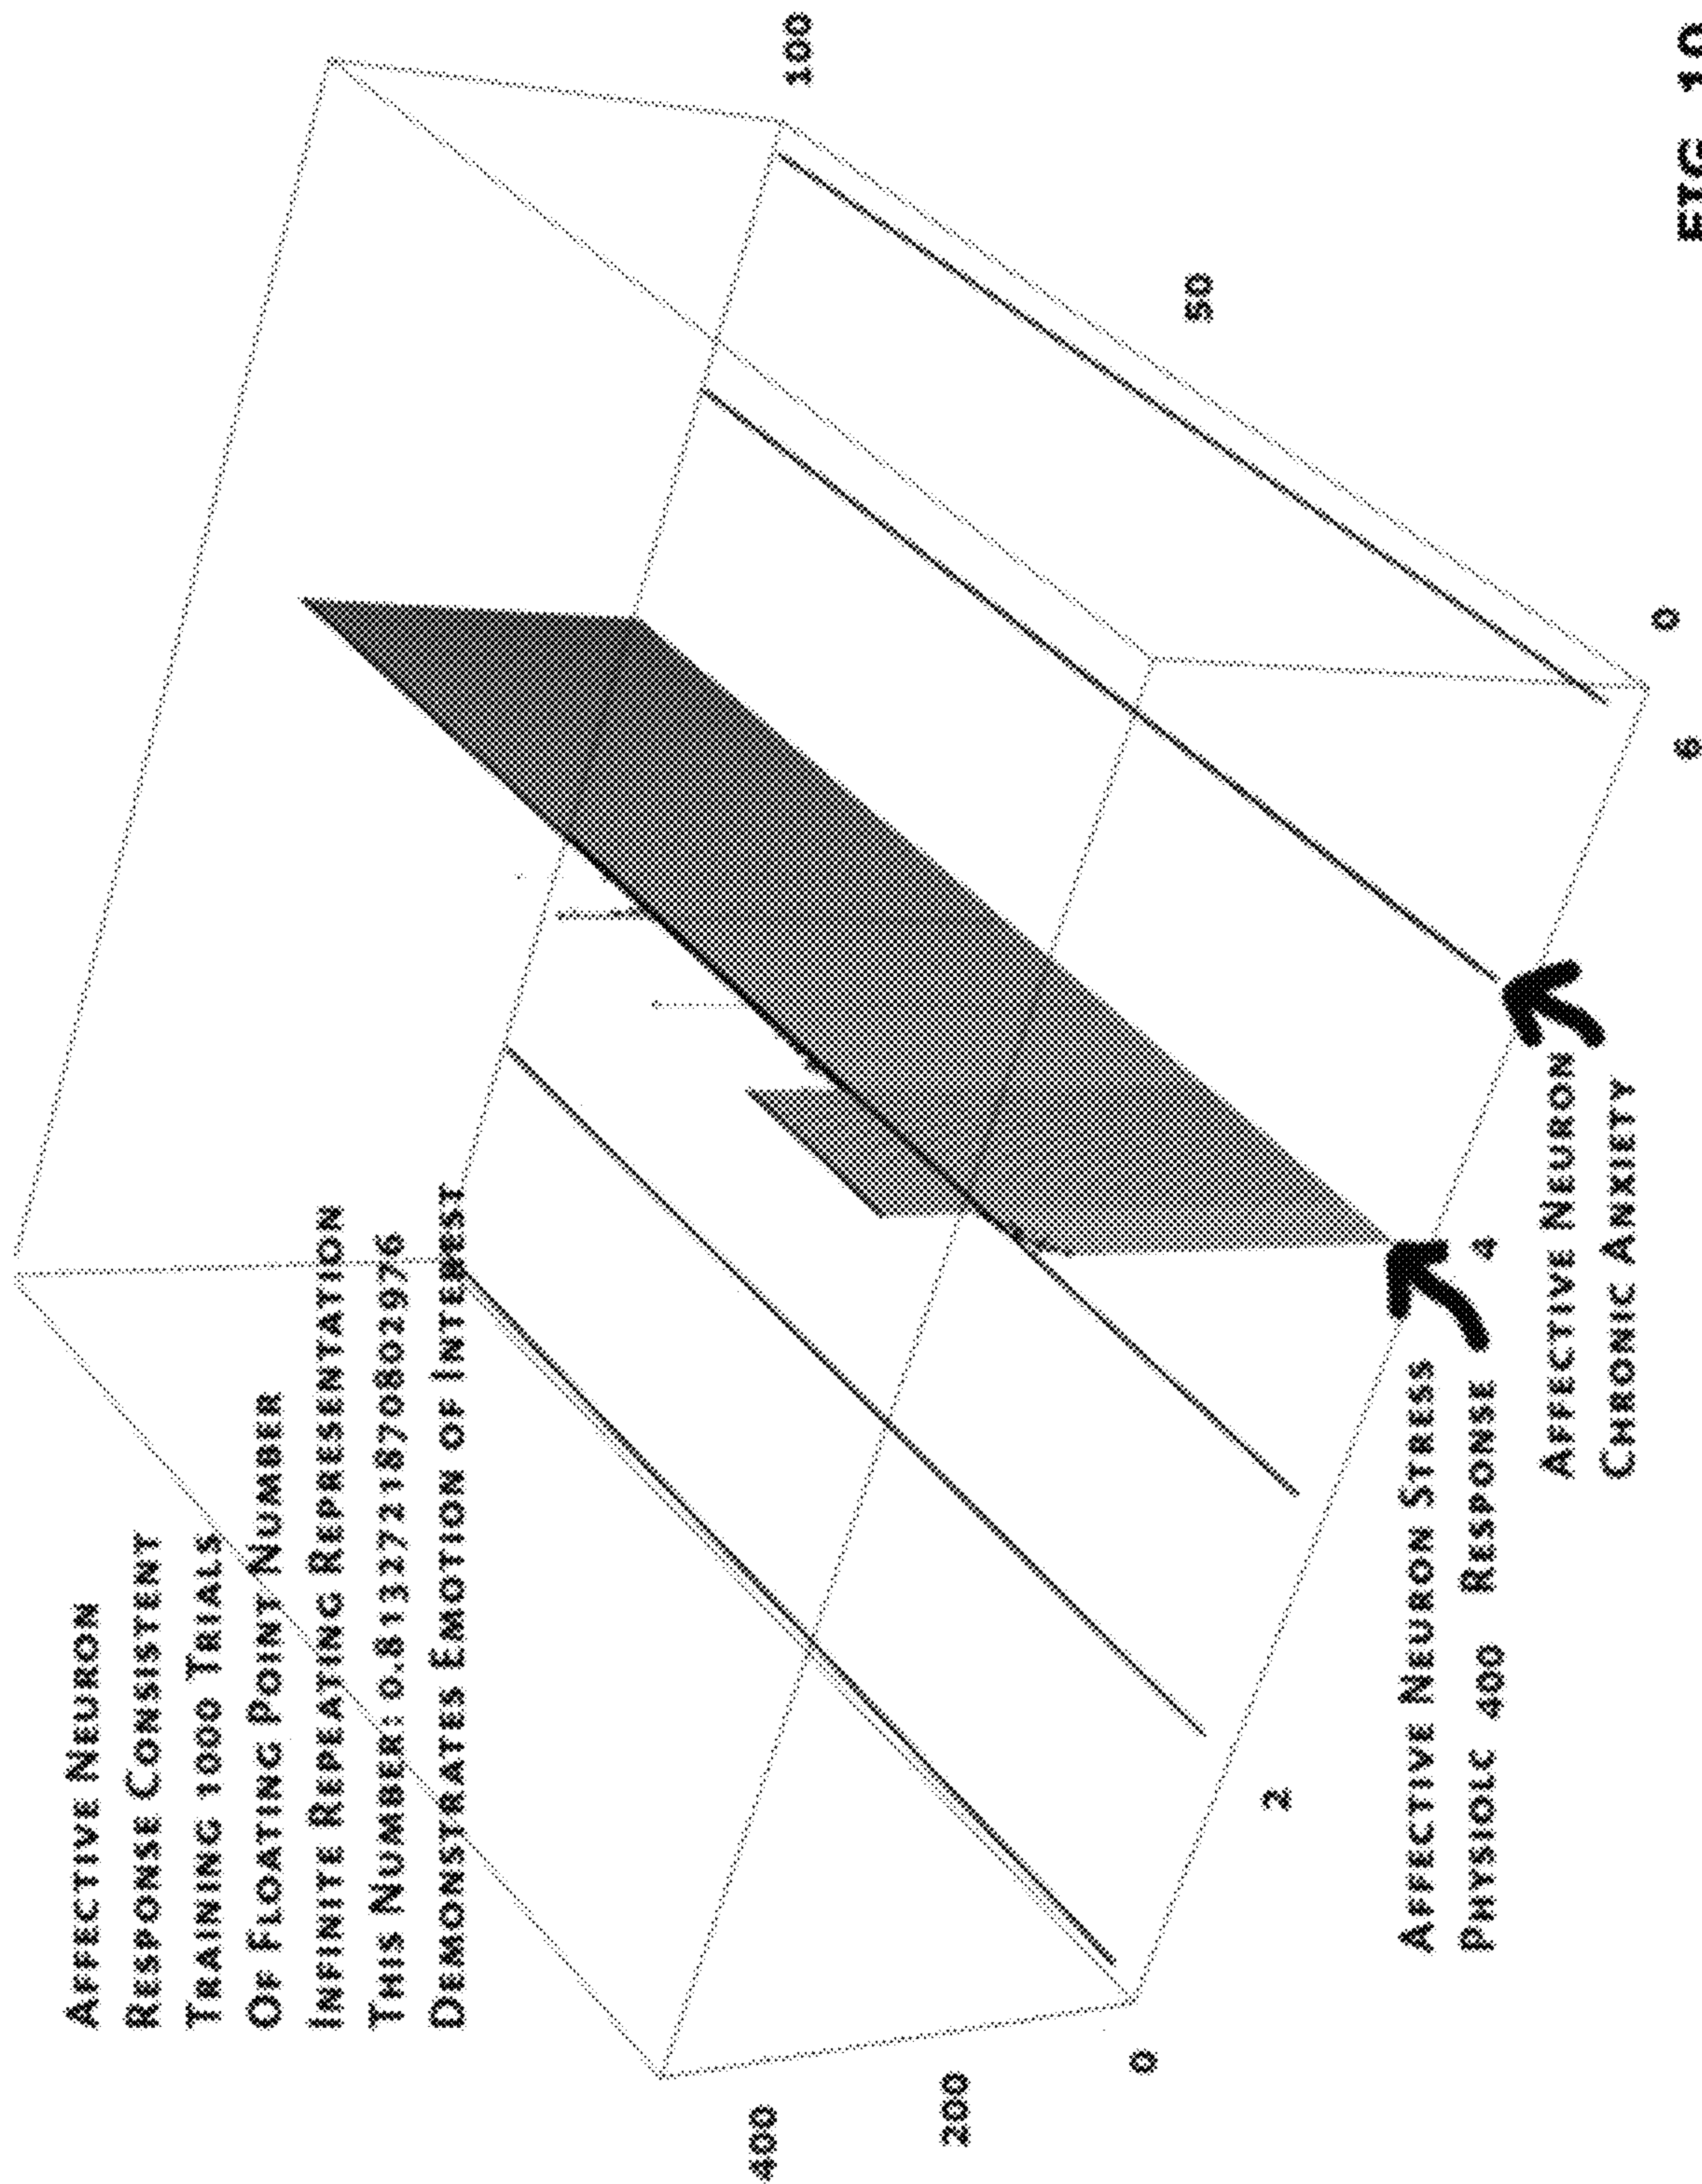 AFFECTIVE NEURON
RESPONSE CONSISTENT
TRAINING 1000 TRIALS
OF FLOATING POINT NUMBER
INFINITE REPEATING REPRESENTATION
THIS NUMBER: 0.8132721870802976
DEMONSTRATES EMOTION OF INTEREST
400
200
0
2
4
6
0
50
100
AFFECTIVE NEURON STRESS
PHYSIOLC 400 RESPONSE
AFFECTIVE NEURON
CHRONIC ANXIETY
FIG 10